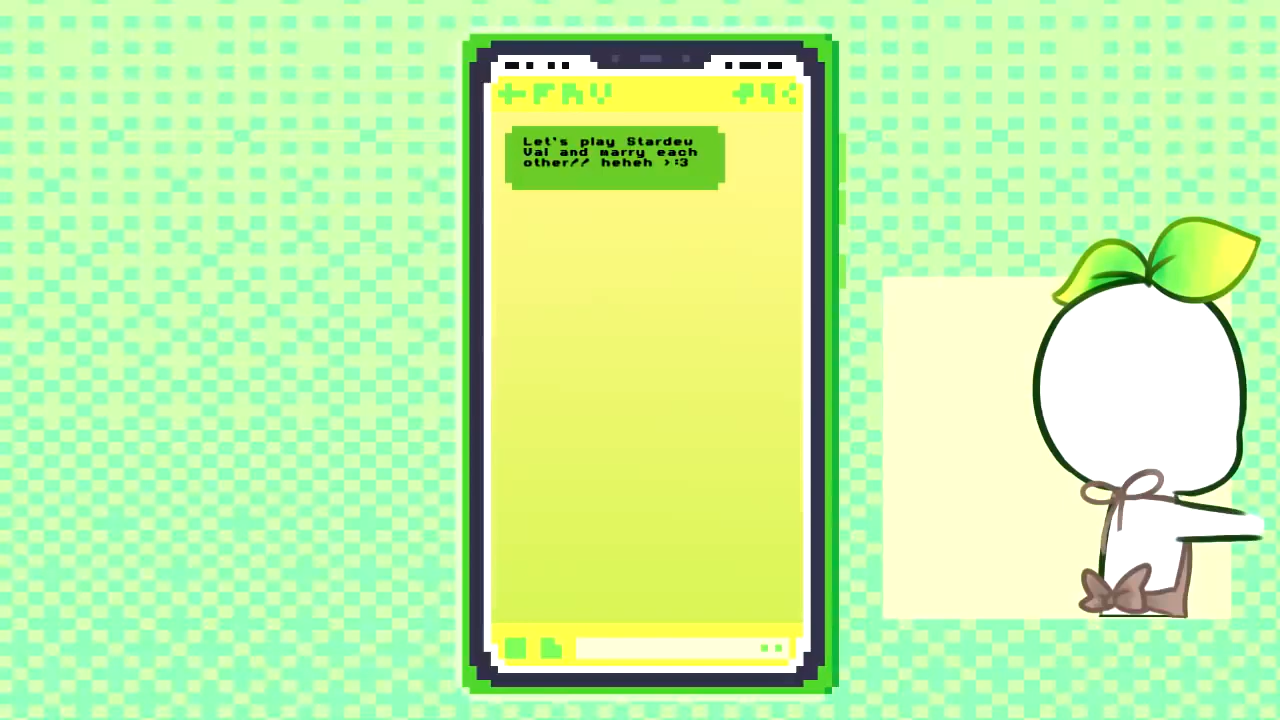 Let's play Stardew
Val and marry each
other// heheh >:3